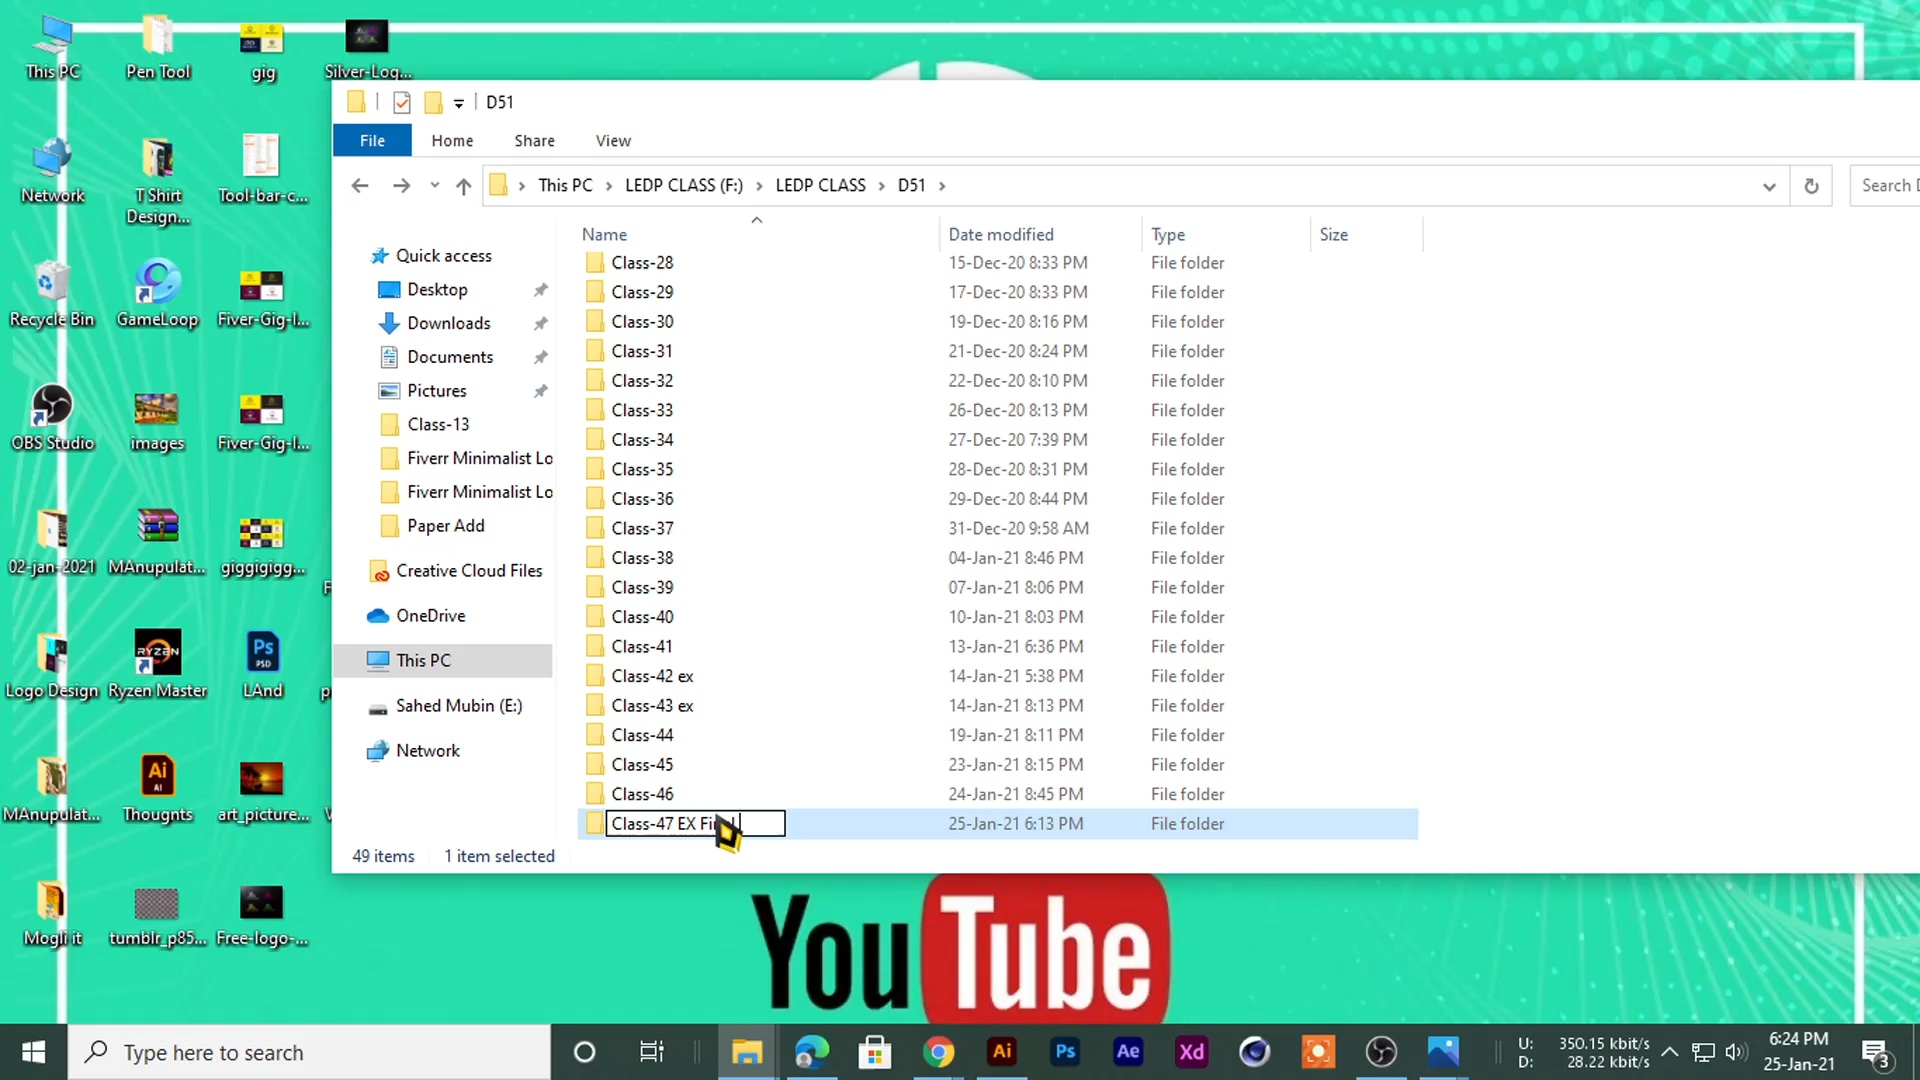 This PC
Pen Tool
gig
Silver-Log...
Network
T Shirt
Design...
Tool-bar-c...
Recycle Bin
GameLoop
Fiver-Gig-I...
OBS Studio
images
Fiver-Gig-I...
02-jan-2021
MAnupulat...
giggigigg...
Logo Design
RYZEN
Ryzen Master
Ps
PSD
LAnd
MAnupulat...
Ai
AI
Thougnts
art_picture...
Mogli it
tumblr_p85...
Free-logo-...
D51
File
Home
Share
View
This PC
LEDP CLASS (F:)
LEDP CLASS
D51
Search D
Quick access
Desktop
Downloads
Documents
Pictures
Class-13
Fiverr Minimalist Lo
Fiverr Minimalist Lo
Paper Add
Creative Cloud Files
OneDrive
This PC
Sahed Mubin (E:)
Network
Name Date modified Type Size
Class-28 15-Dec-20 8:33 PM File folder
Class-29 17-Dec-20 8:33 PM File folder
Class-30 19-Dec-20 8:16 PM File folder
Class-31 21-Dec-20 8:24 PM File folder
Class-32 22-Dec-20 8:10 PM File folder
Class-33 26-Dec-20 8:13 PM File folder
Class-34 27-Dec-20 7:39 PM File folder
Class-35 28-Dec-20 8:31 PM File folder
Class-36 29-Dec-20 8:44 PM File folder
Class-37 31-Dec-20 9:58 AM File folder
Class-38 04-Jan-21 8:46 PM File folder
Class-39 07-Jan-21 8:06 PM File folder
Class-40 10-Jan-21 8:03 PM File folder
Class-41 13-Jan-21 6:36 PM File folder
Class-42 ex 14-Jan-21 5:38 PM File folder
Class-43 ex 14-Jan-21 8:13 PM File folder
Class-44 19-Jan-21 8:11 PM File folder
Class-45 23-Jan-21 8:15 PM File folder
Class-46 24-Jan-21 8:45 PM File folder
Class-47 EX 25-Jan-21 6:13 PM File folder
49 items 1 item selected
YouTube
Type here to search
Ai
Ps
Ae
Xd
U: 350.15 kbit/s
D: 28.22 kbit/s
6:24 PM
25-Jan-21
3